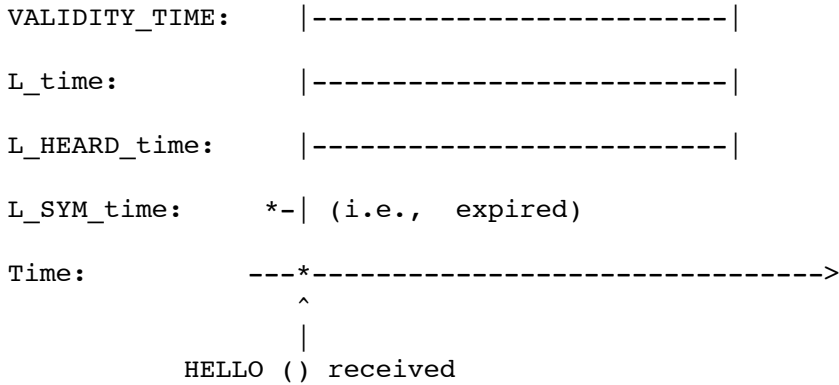 VALIDITY_TIME:    |--------------------------|
L_time:           |--------------------------|
L_HEARD_time:     |--------------------------|
L_SYM_time:     *-| (i.e.,  expired)
Time:          ---*-------------------------------->
                  ^
                  |
           HELLO () received